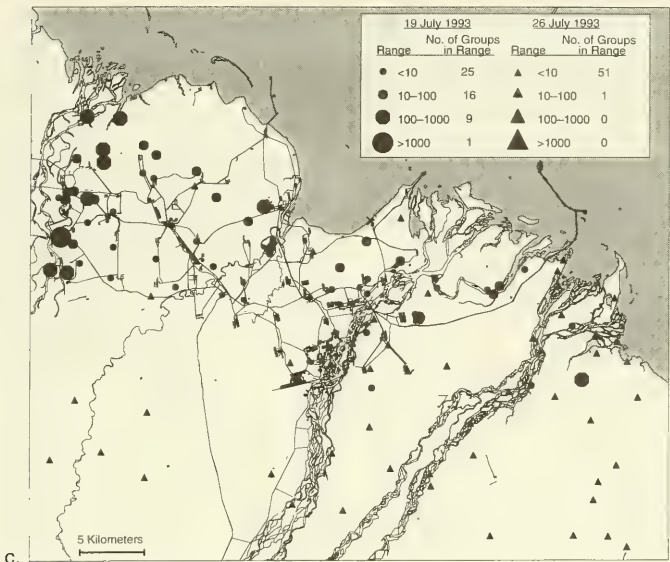 19 July 1993 26 July 1993
No. of Groups No. of Groups
Range in Range Range in Range
<10 25 <10 51
10–100 16 10–100 1
100–1000 9 100–1000 0
>1000 1 >1000 0
5 Kilometers
C.